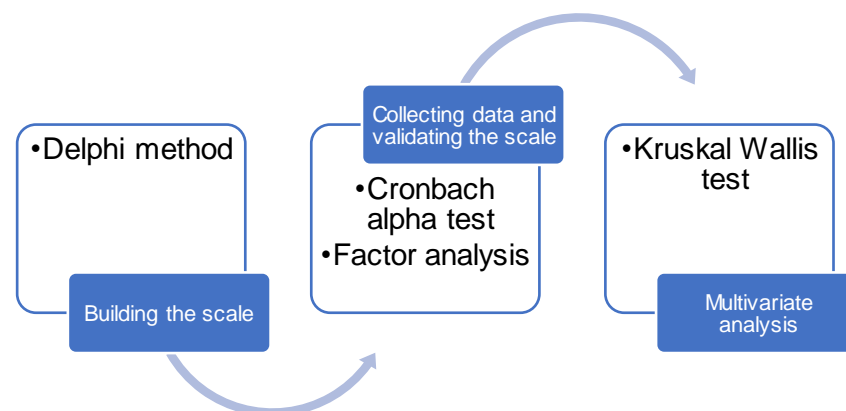 •Delphi method
Building the scale
Collecting data and
validating the scale
•Cronbach
alpha test
•Factor analysis
•Kruskal Wallis
test
Multivariate
analysis